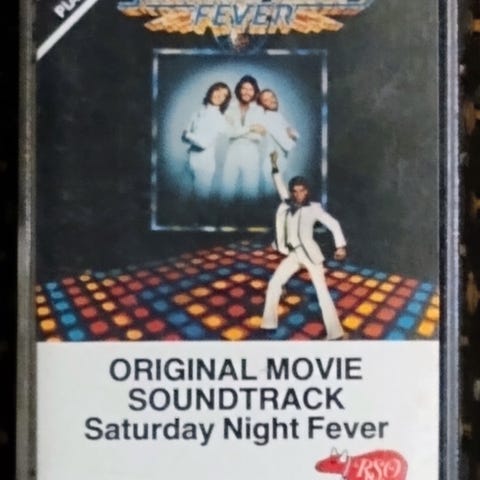 FEVER
ORIGINAL MOVIE
SOUNDTRACK
Saturday Night Fever
RSO